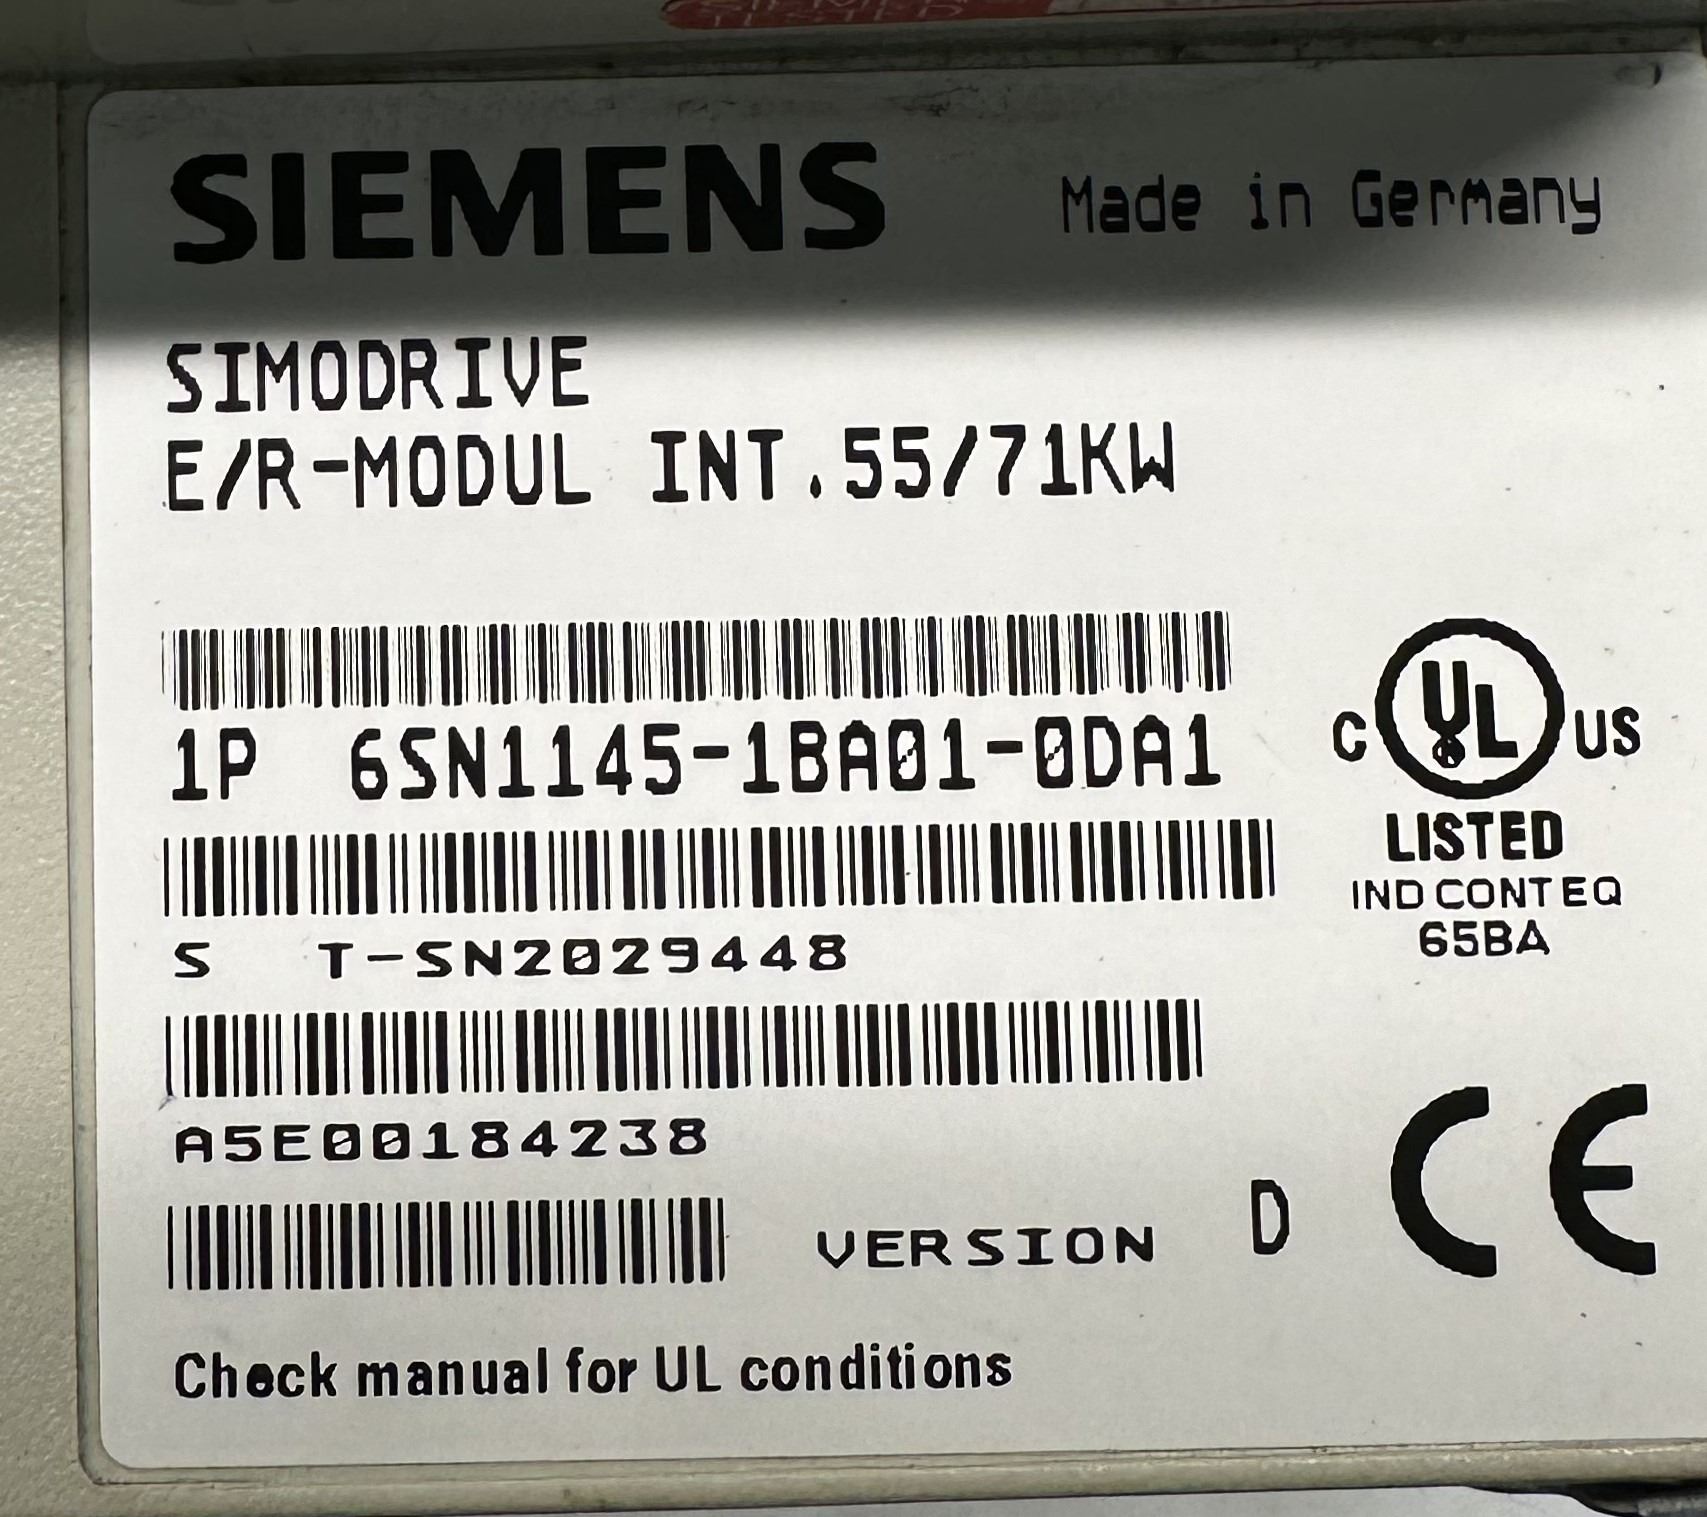 SIEMENS Made in Germany
SIMODRIVE
E/R-MODUL INT.55/71KW
1P 6SN1145-1BA01-0DA1
C UL US
LISTED
IND CONT EQ
65BA
S T-SN2029448
A5E00184238
VERSION D CE
Check manual for UL conditions